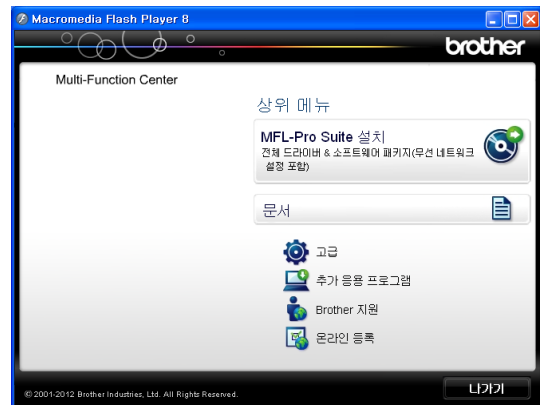 Macromedia Flash Player 8
brother
Multi-Function Center
상위 메뉴
MFL-Pro Suite 설치
전체 드라이버 & 소프트웨어 패키지(무선 네트워크
설정 포함)
문서
고급
추가 응용 프로그램
Brother 지원
온라인 등록
© 2001-2012 Brother Industries, Ltd. All Rights Reserved.
나가기